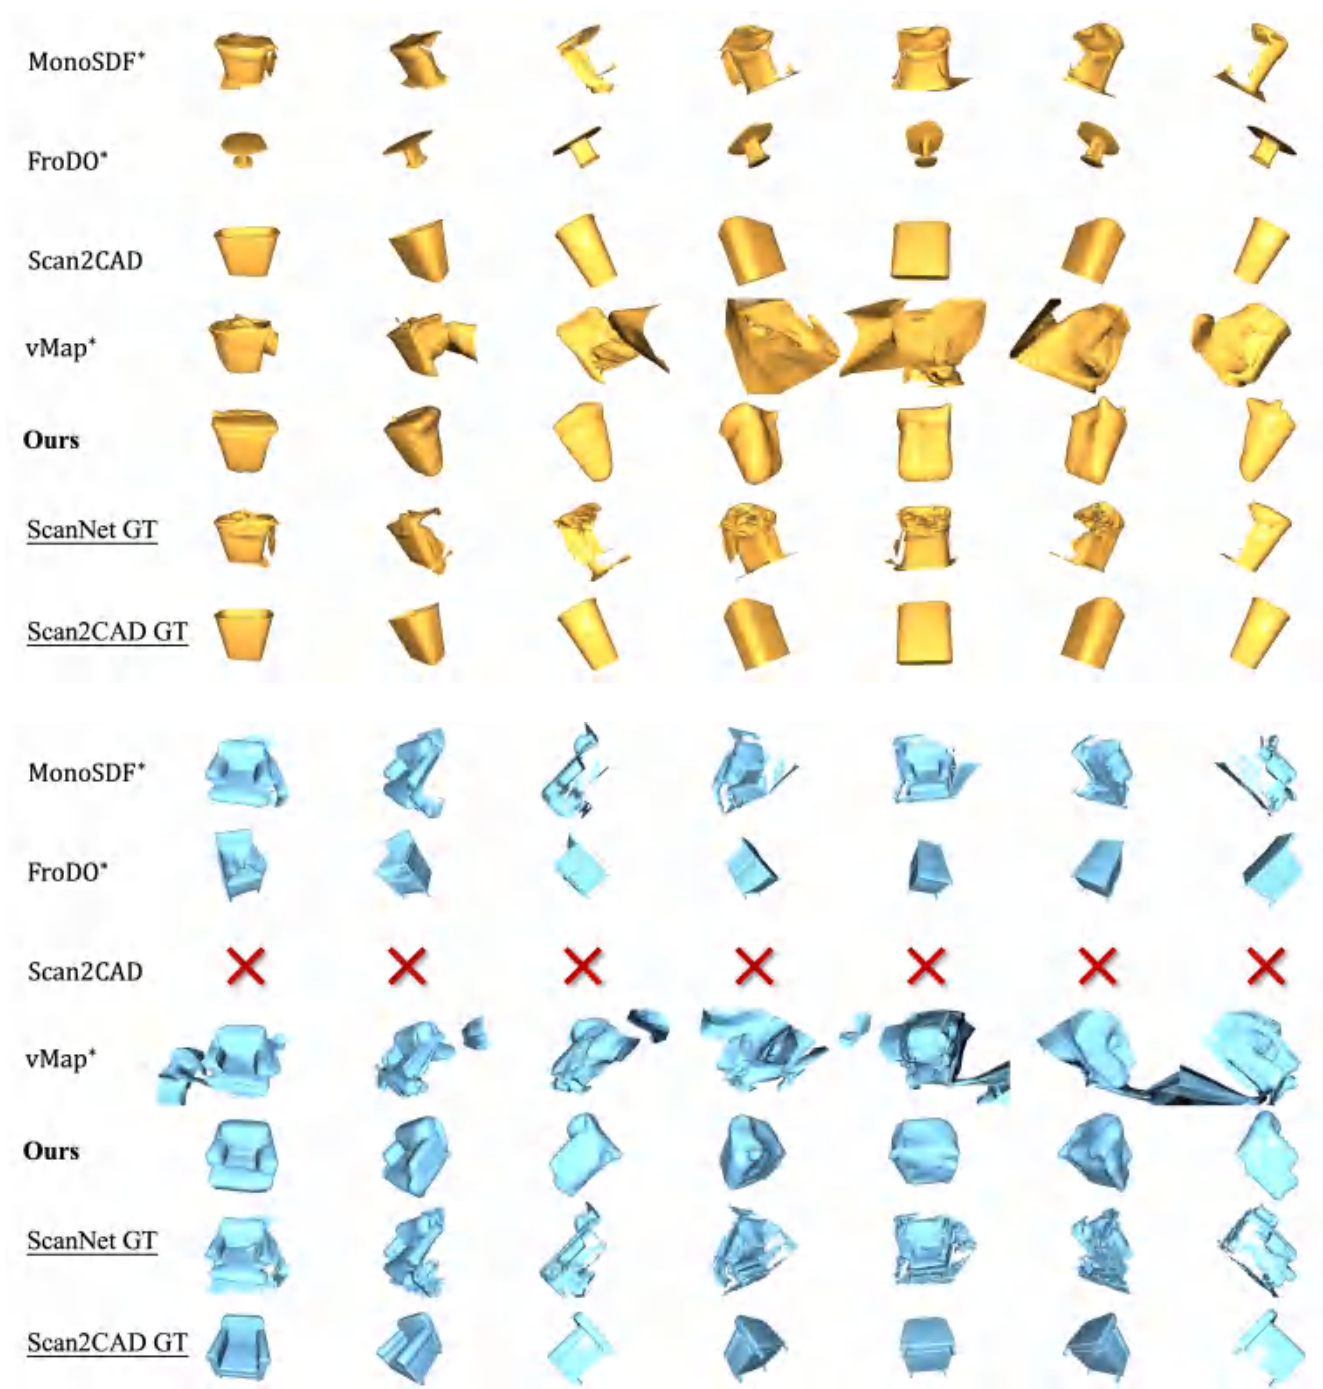 MonoSDF*
FroDO*
Scan2CAD
vMap*
Ours
ScanNet GT
Scan2CAD GT
MonoSDF*
FroDO*
Scan2CAD
vMap*
Ours
ScanNet GT
Scan2CAD GT